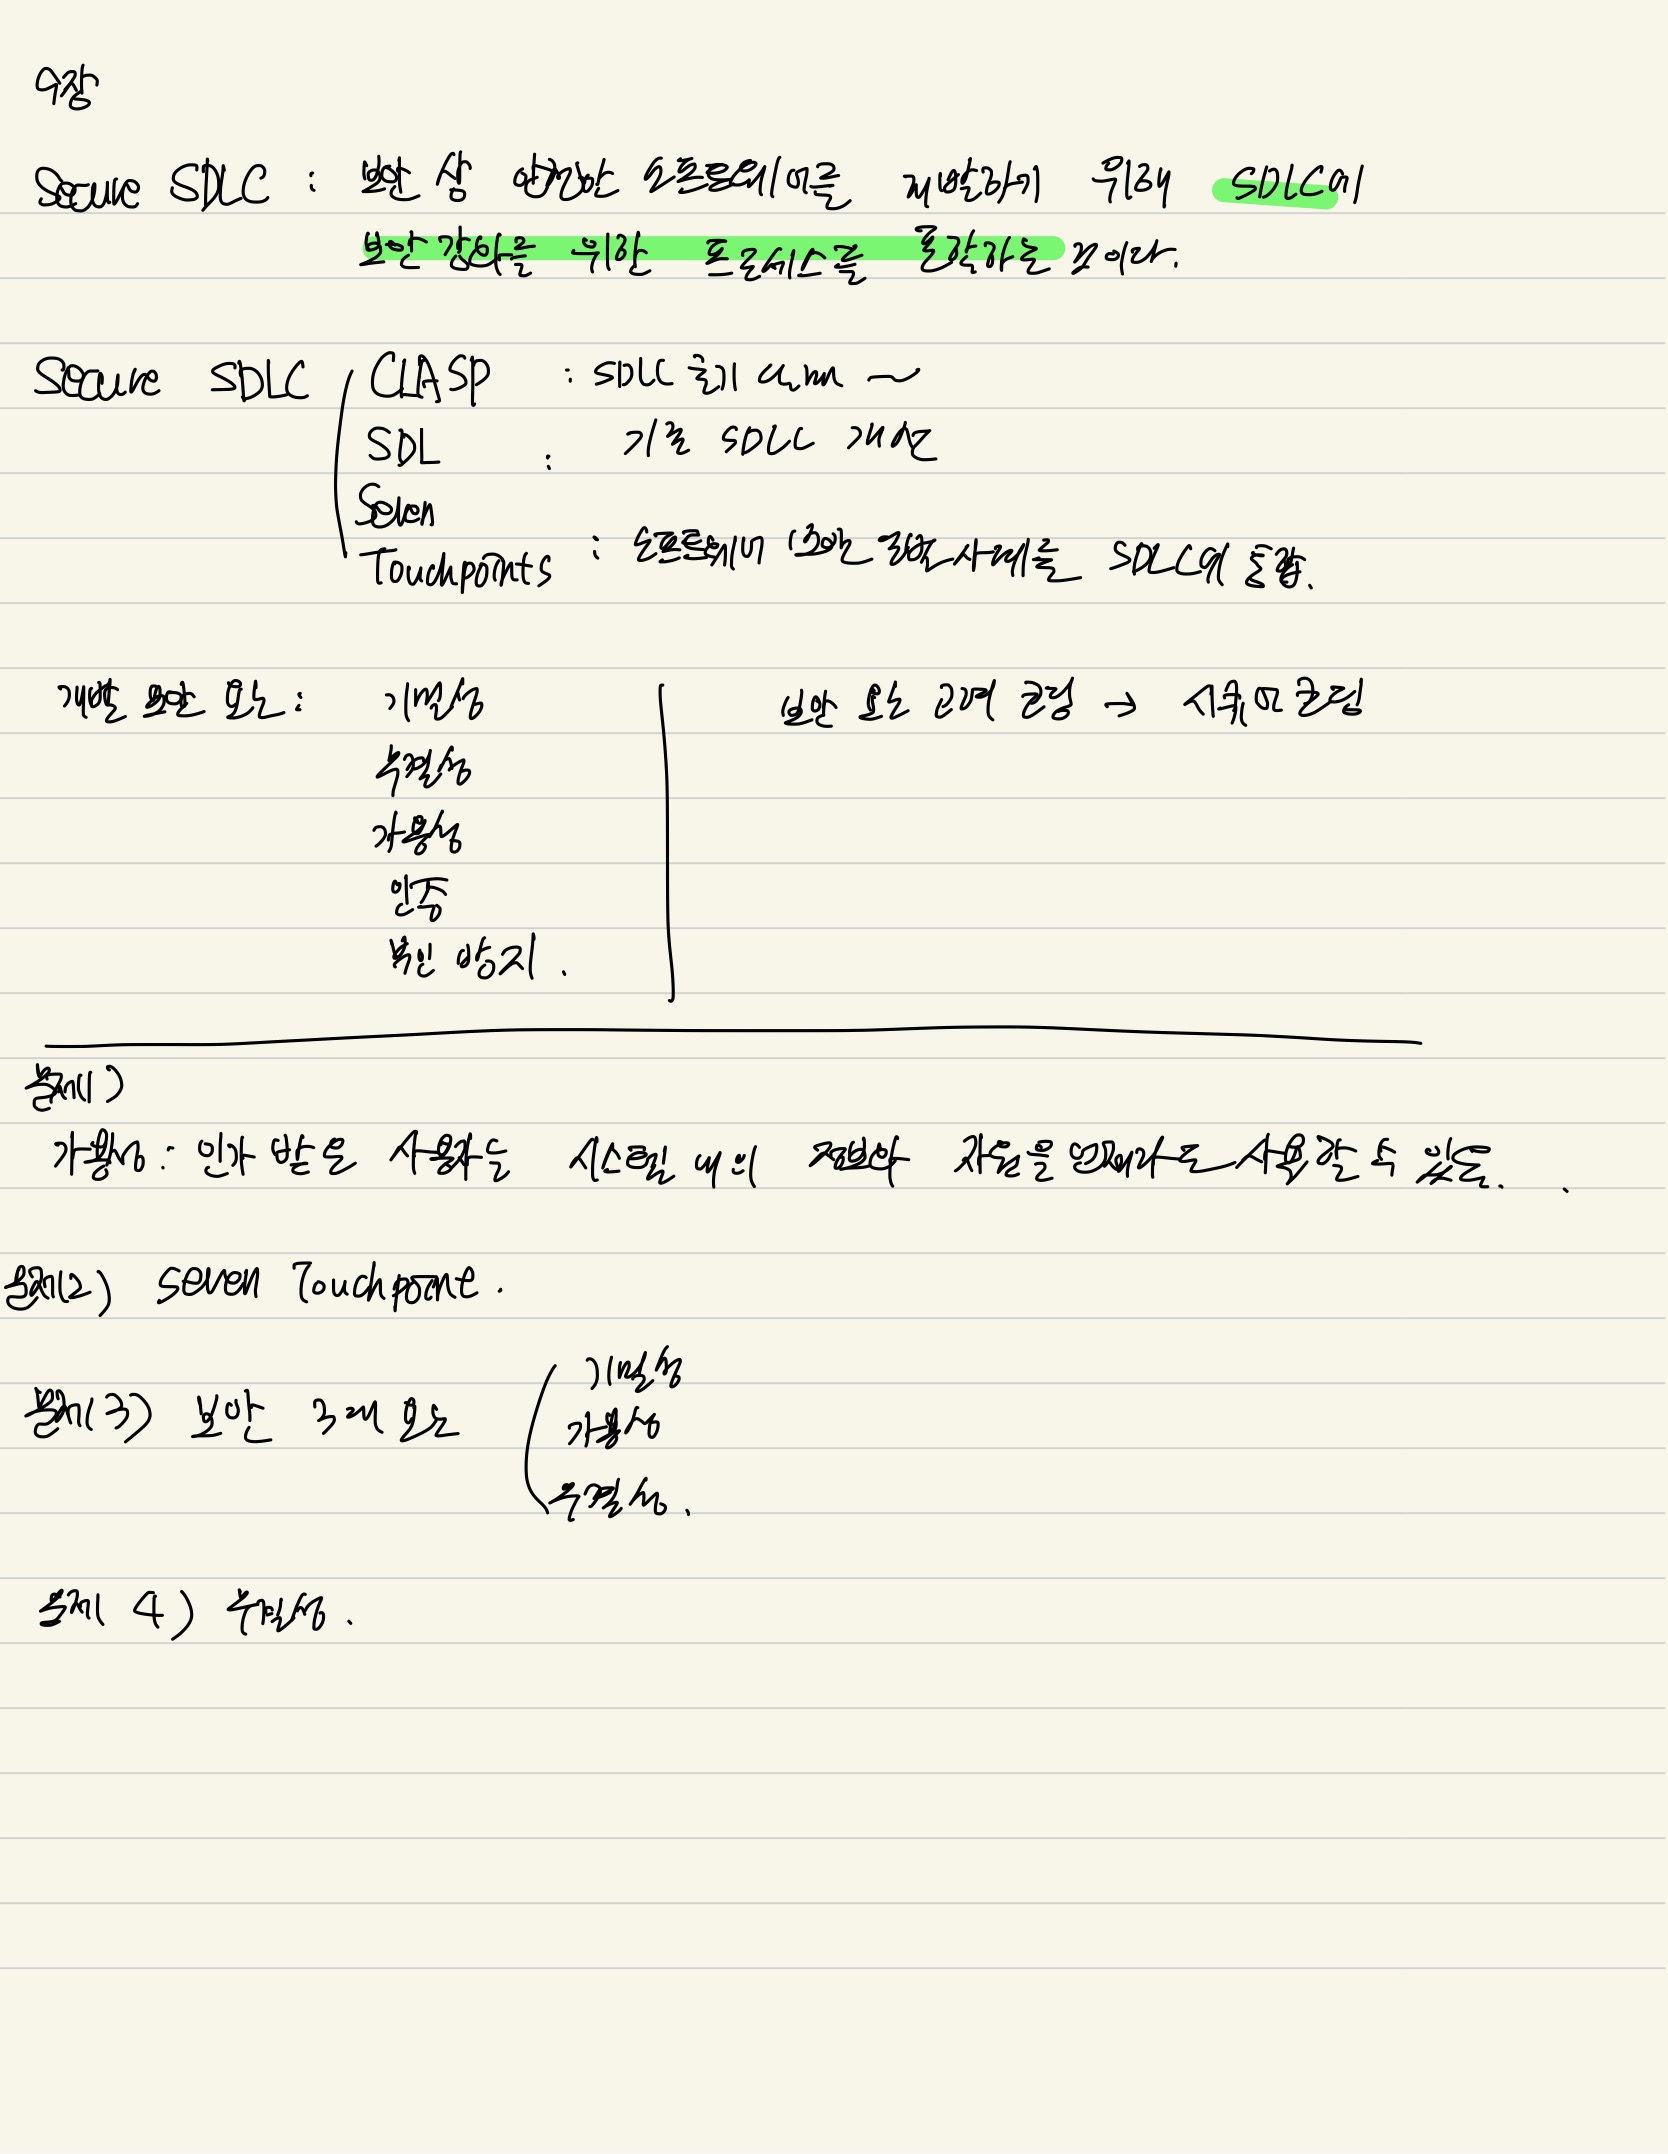 9장
Secure SDLC : 보안 상 안전한 소프트웨어를 개발하기 위해 SDLC에
보안 강화를 위한 프로세스를 포함하는 것이다.
Secure SDLC CLASP : SDLC 초기 단계 ~
SDL : 기존 SDLC 개선
Seven
Touchpoints : 소프트웨어 보안 모범사례를 SDLC에 통합.
개발 보안 요소 : 기밀성 보안 요소 고려 코딩 → 시큐어 코딩
무결성
가용성
인증
부인 방지.
문제1)
가용성 : 인가 받은 사용자는 시스템 내의 정보와 자원을 언제라도 사용할 수 있음.
문제(2) Seven Touchpoint.
문제(3) 보안 3대 요소 기밀성
가용성
무결성.
문제 4) 무결성.